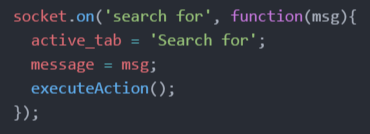 socket.on('search for', function(msg){
  active_tab = 'Search for';
  message = msg;
  executeAction();
});